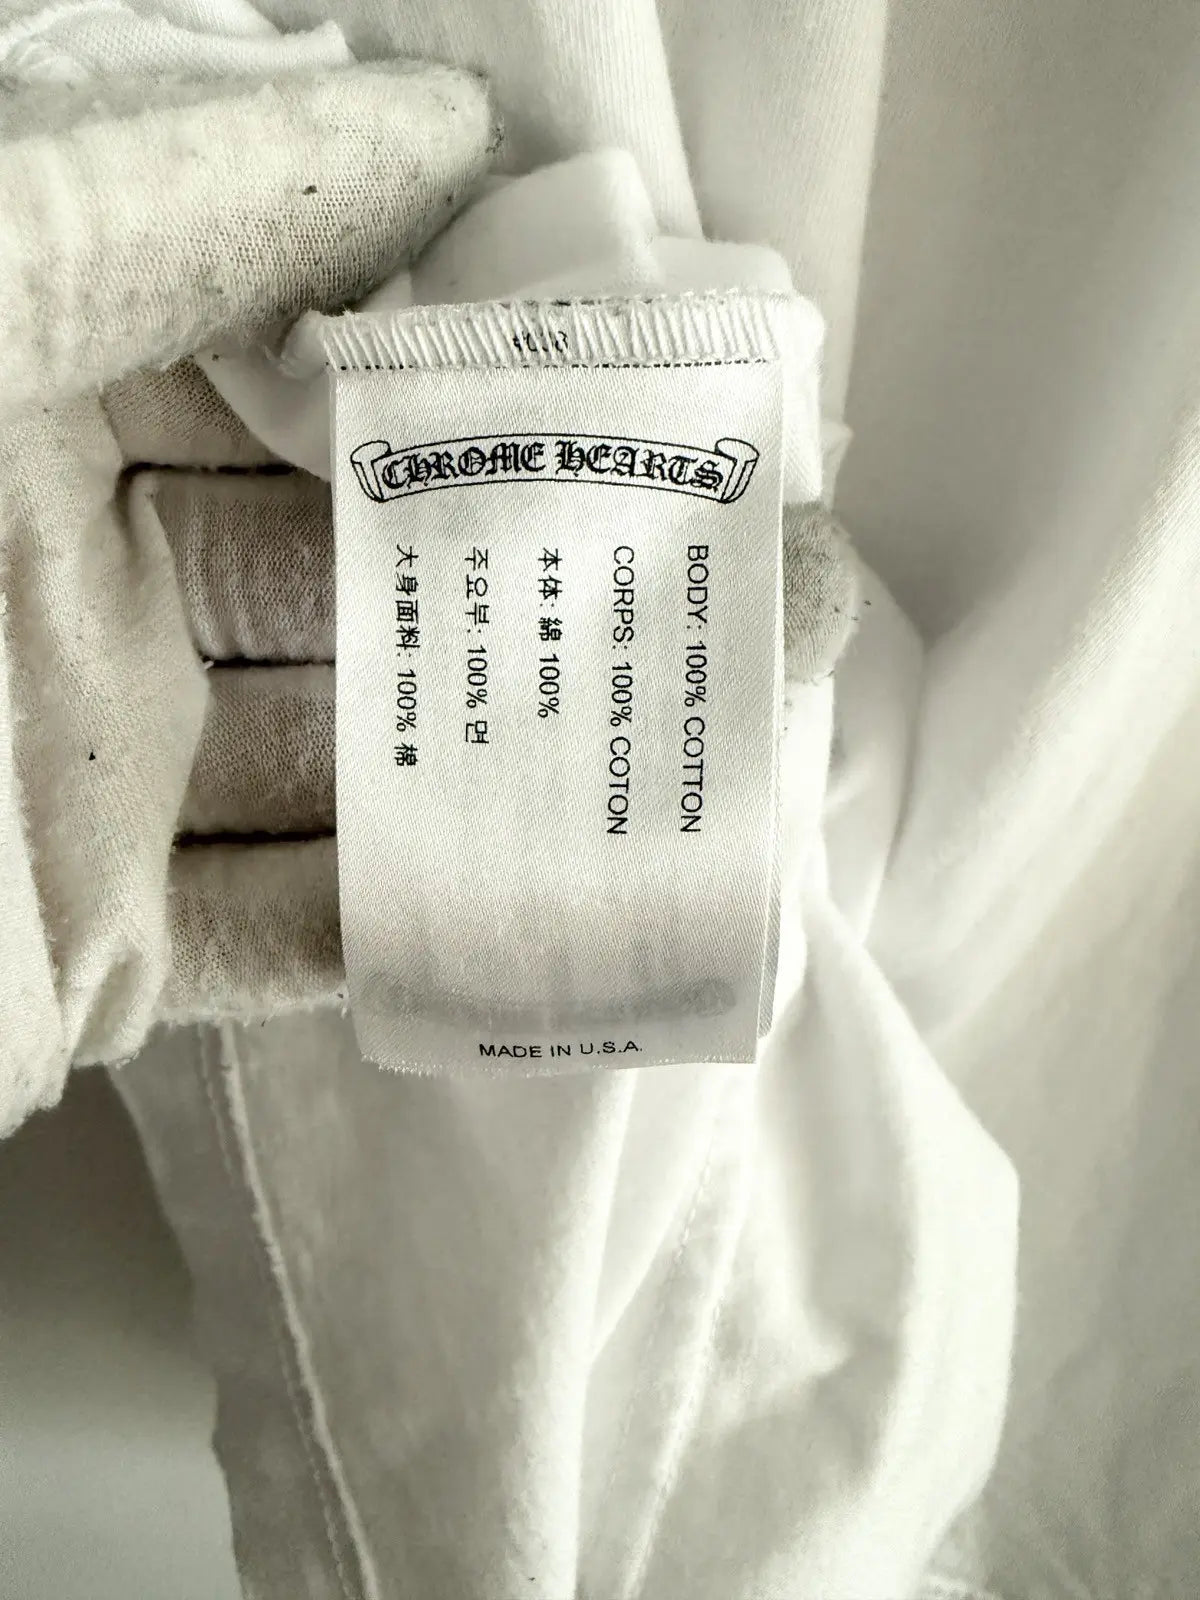 CHROME HEARTS
BODY: 100% COTTON
CORPS: 100% COTON
本体: 綿 100%
주요부: 100% 면
大身面料: 100% 棉
MADE IN U.S.A.